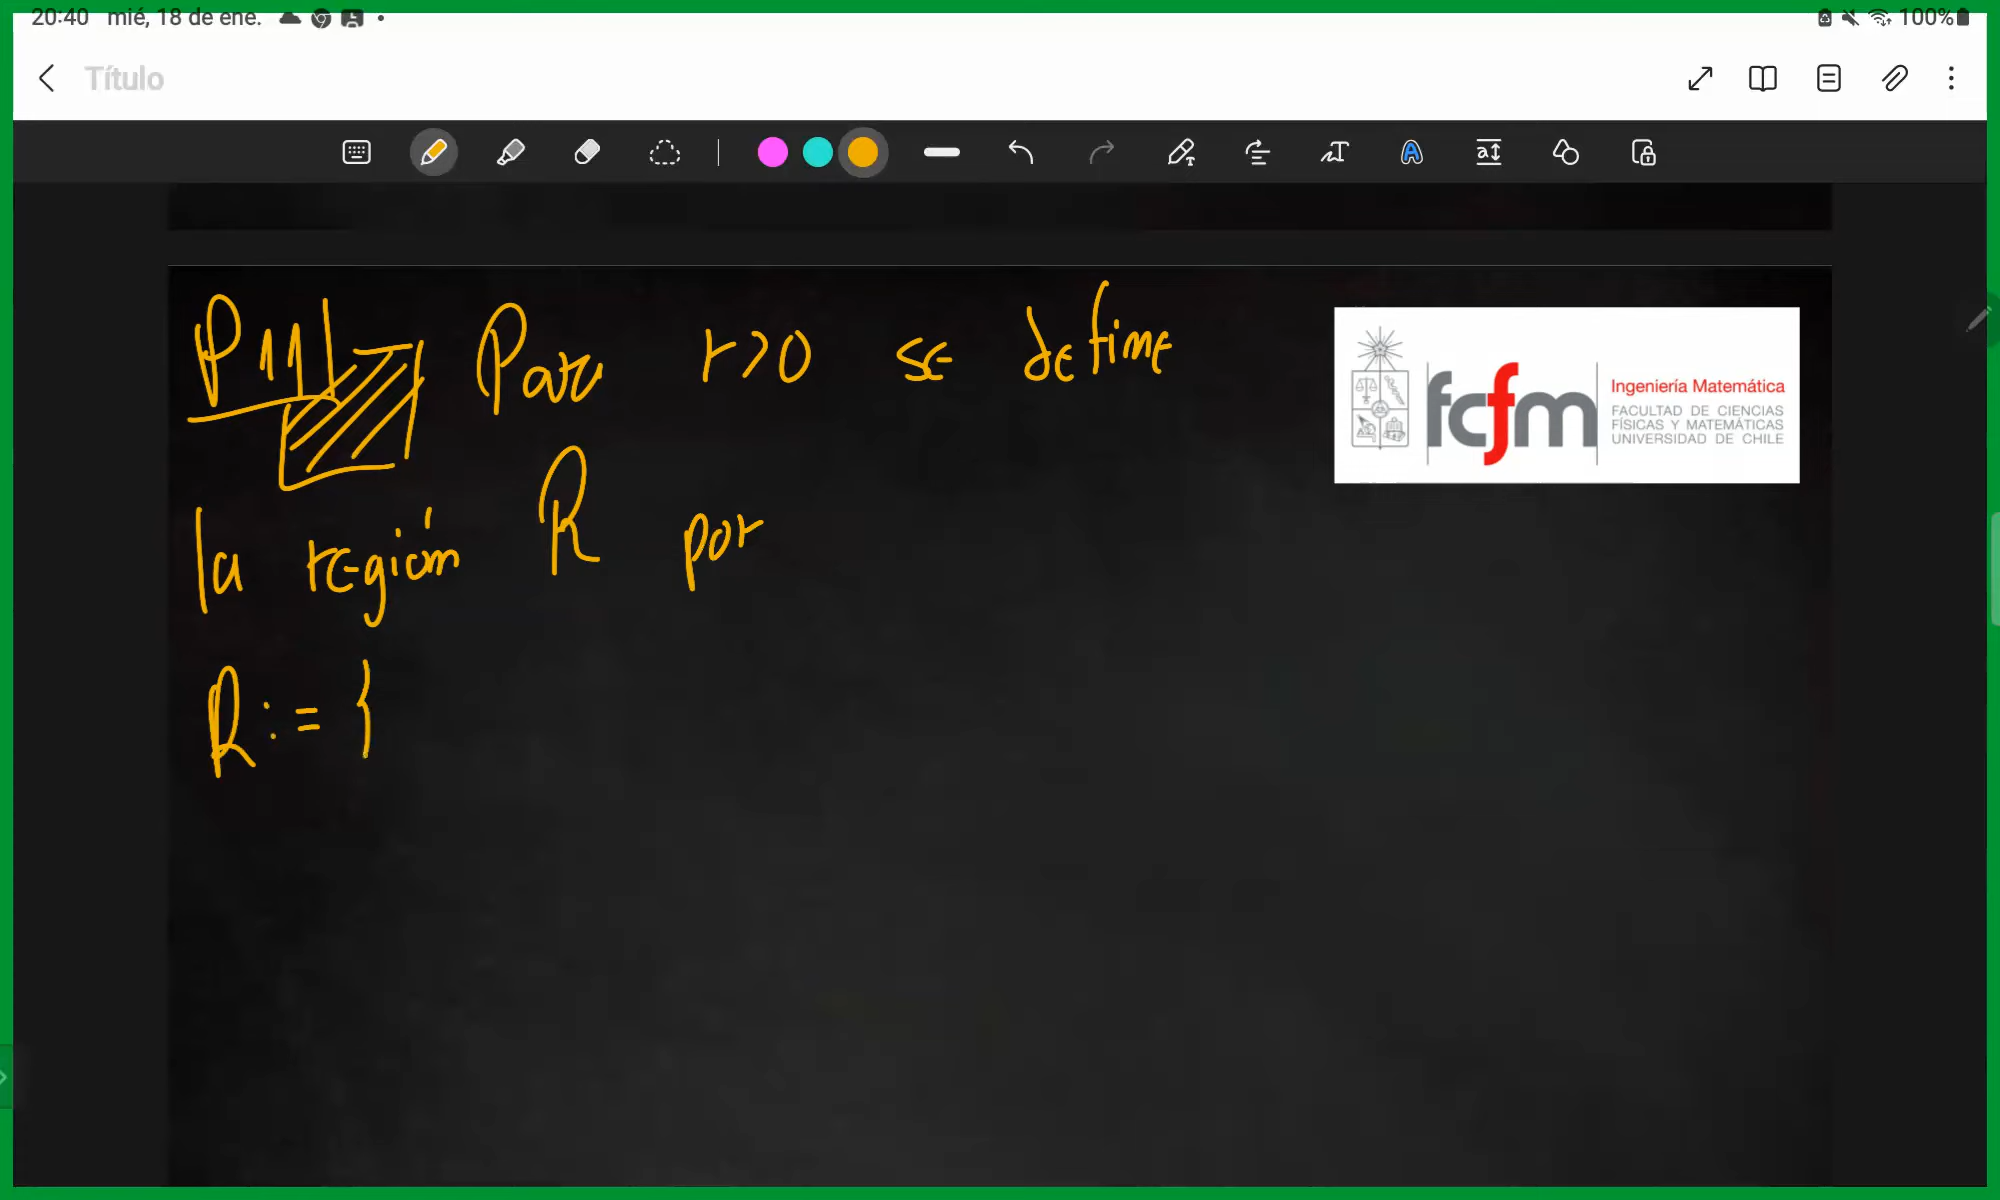 20:40 mié, 18 de ene. 100%
Título
P11 Para r>0 se define
la región R por
R := {
fcfm
Ingeniería Matemática
FACULTAD DE CIENCIAS
FÍSICAS Y MATEMÁTICAS
UNIVERSIDAD DE CHILE